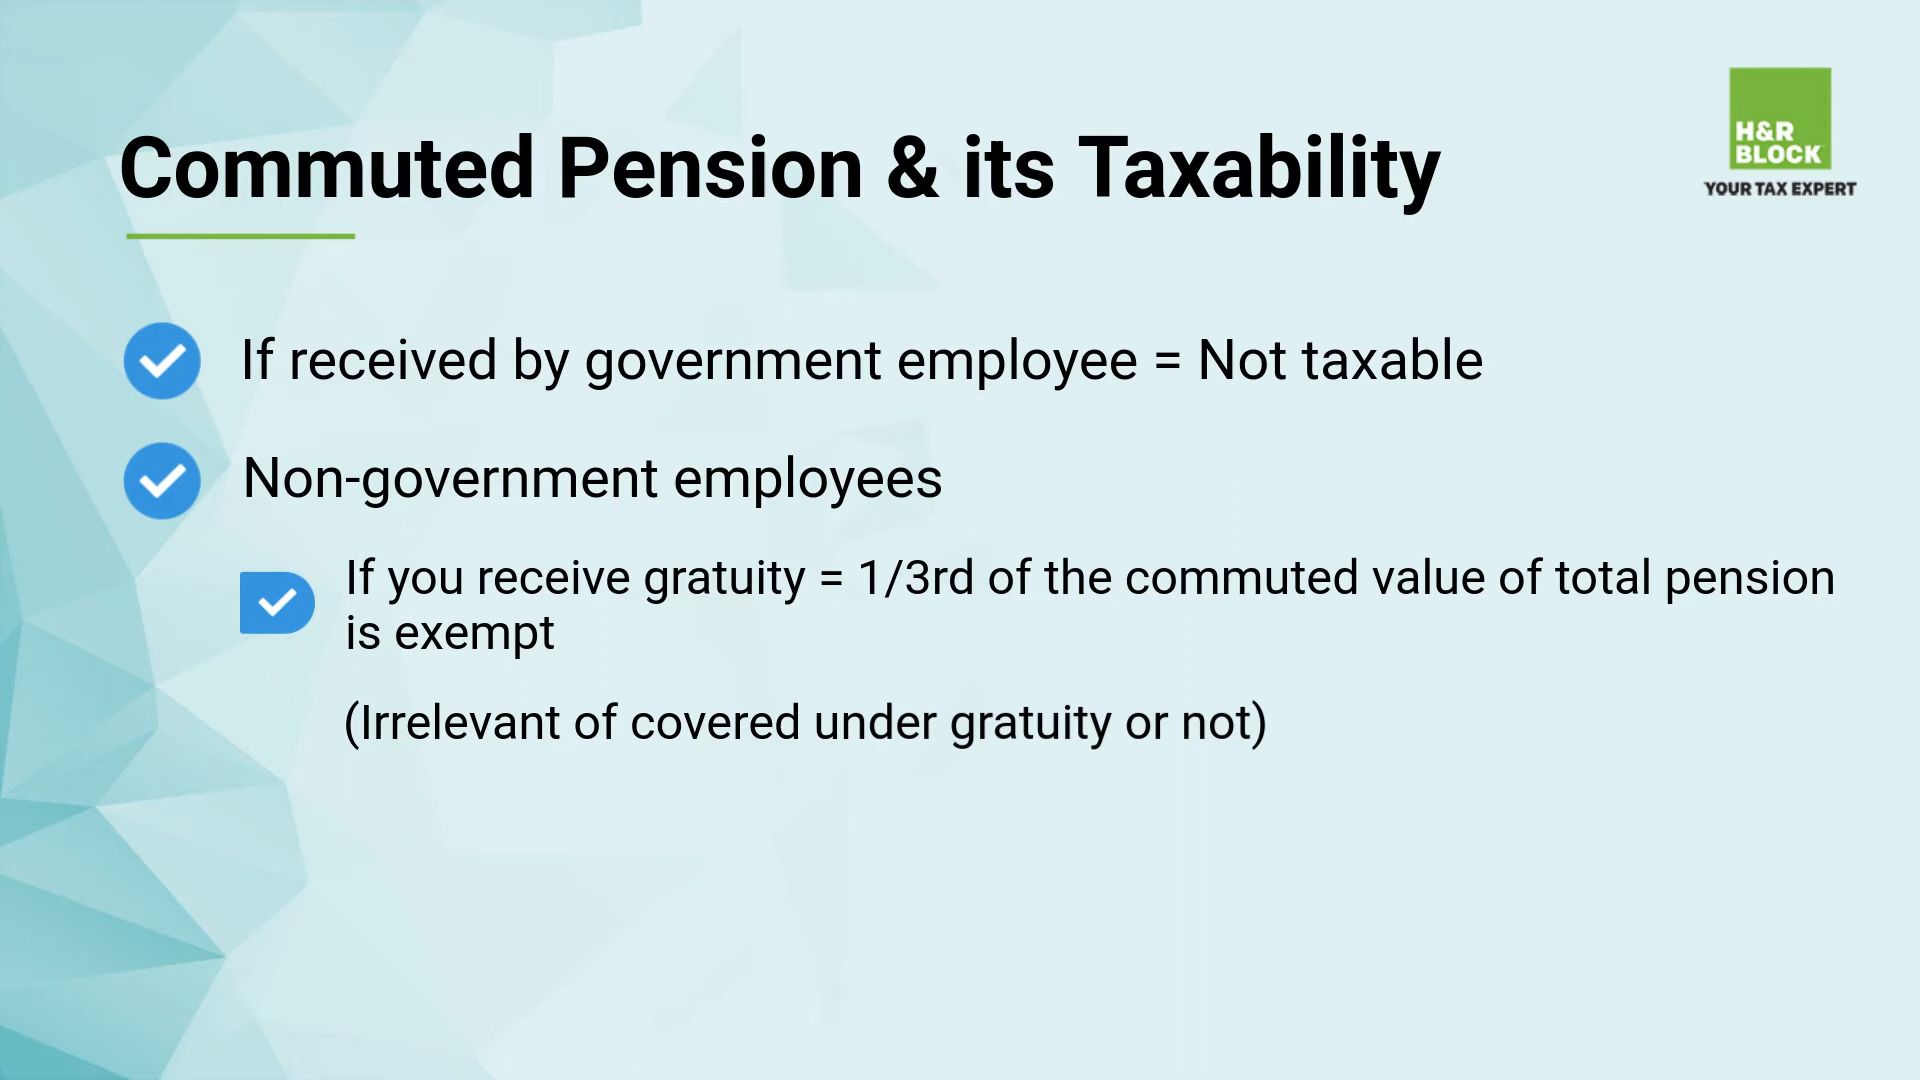 Commuted Pension & its Taxability
H&R
BLOCK
YOUR TAX EXPERT
If received by government employee = Not taxable
Non-government employees
If you receive gratuity = 1/3rd of the commuted value of total pension
is exempt
(Irrelevant of covered under gratuity or not)